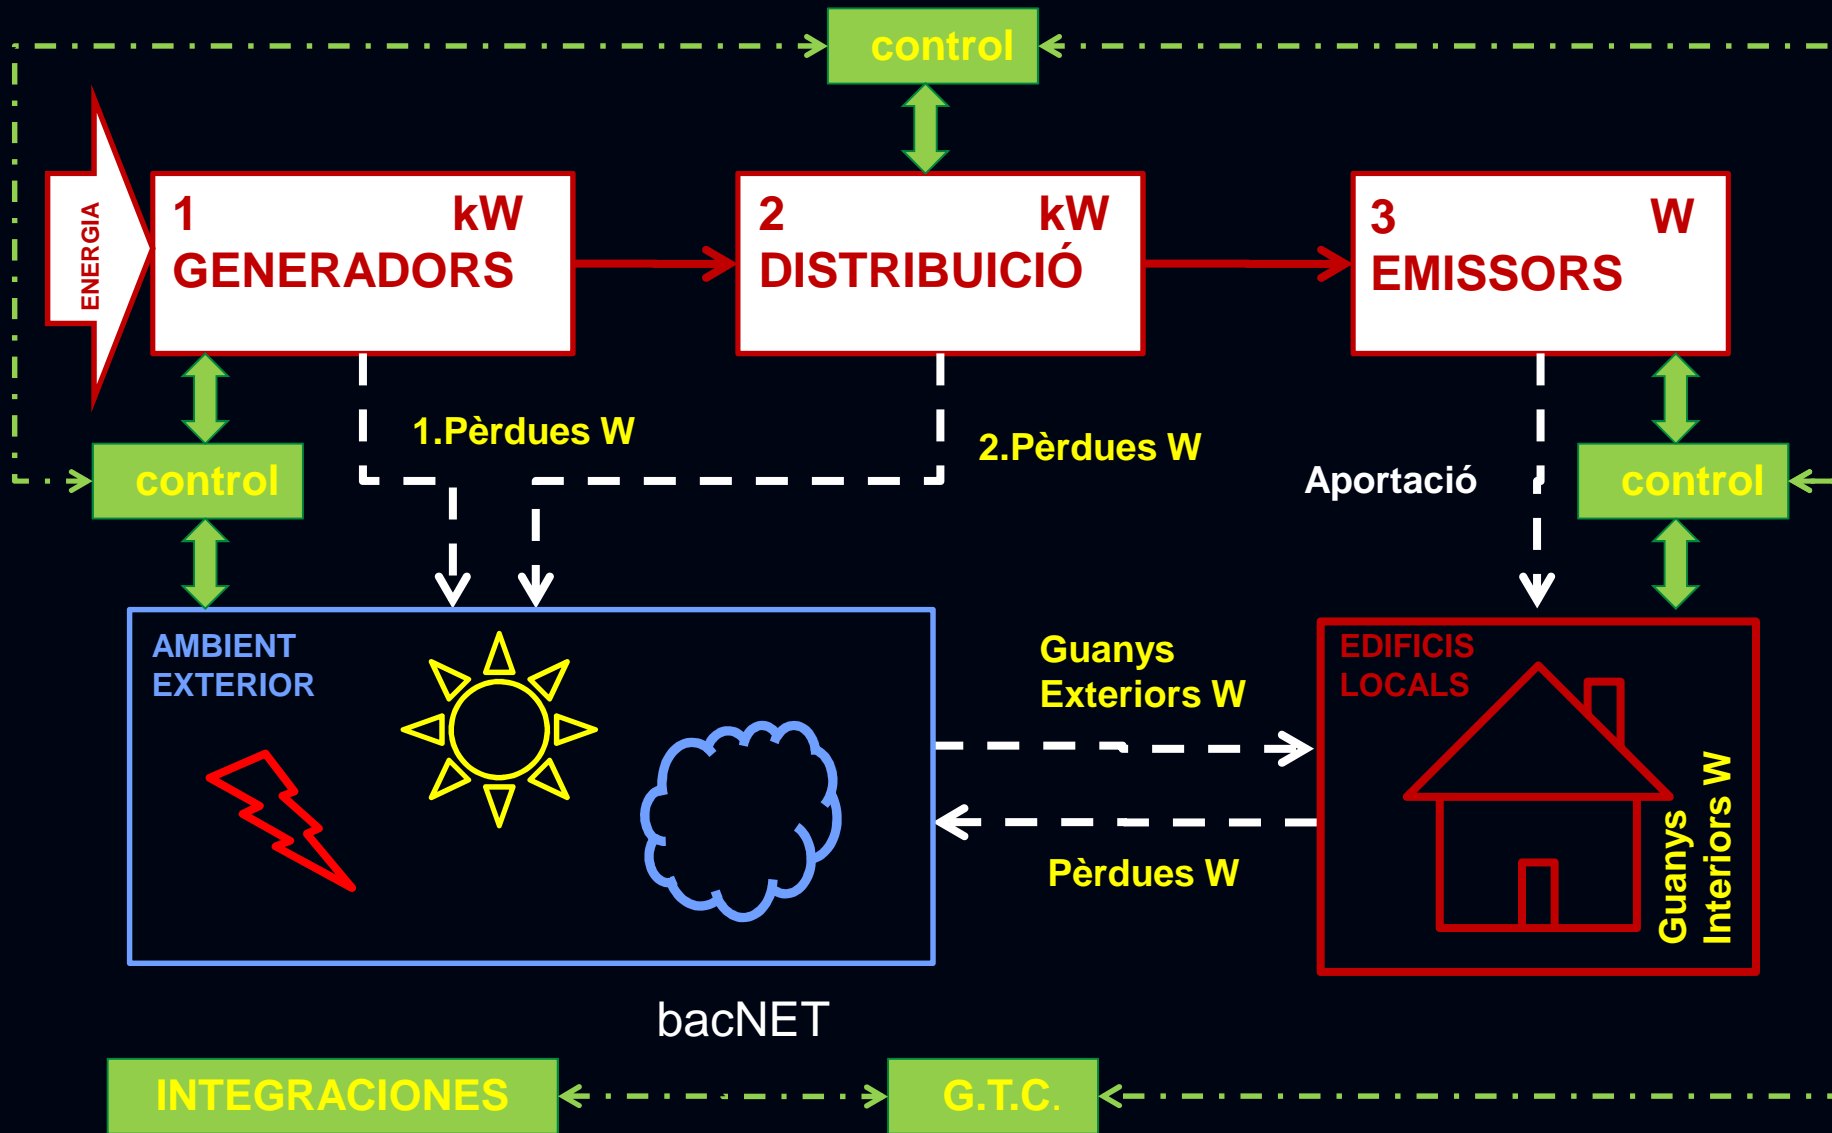 control
ENERGIA
1 kW
GENERADORS
2 kW
DISTRIBUICIÓ
3 W
EMISSORS
1.Pèrdues W
2.Pèrdues W
Aportació
control
control
AMBIENT
EXTERIOR
Guanys
Exteriors W
Pèrdues W
EDIFICIS
LOCALS
Guanys
Interiors W
bacNET
INTEGRACIONES
G.T.C.